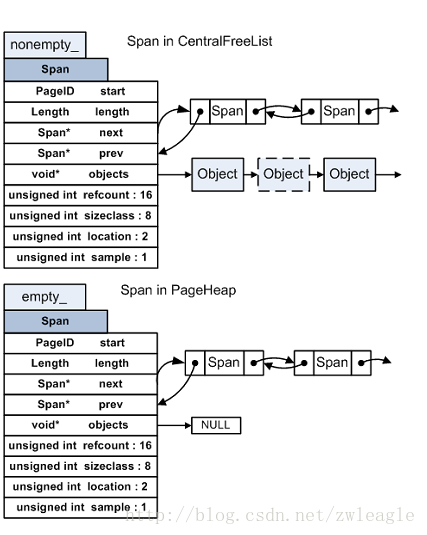 nonempty_
Span in CentralFreeList
Span
PageID start
Length length
Span* next
Span Span
Span* prev
void* objects
Object Object Object
unsigned int refcount : 16
unsigned int sizeclass : 8
unsigned int location : 2
unsigned int sample : 1
empty_
Span in PageHeap
Span
PageID start
Length length
Span* next
Span Span
Span* prev
void* objects
NULL
unsigned int refcount : 16
unsigned int sizeclass : 8
unsigned int location : 2
unsigned int sample : 1
http://blog.csdn.net/zwleagle